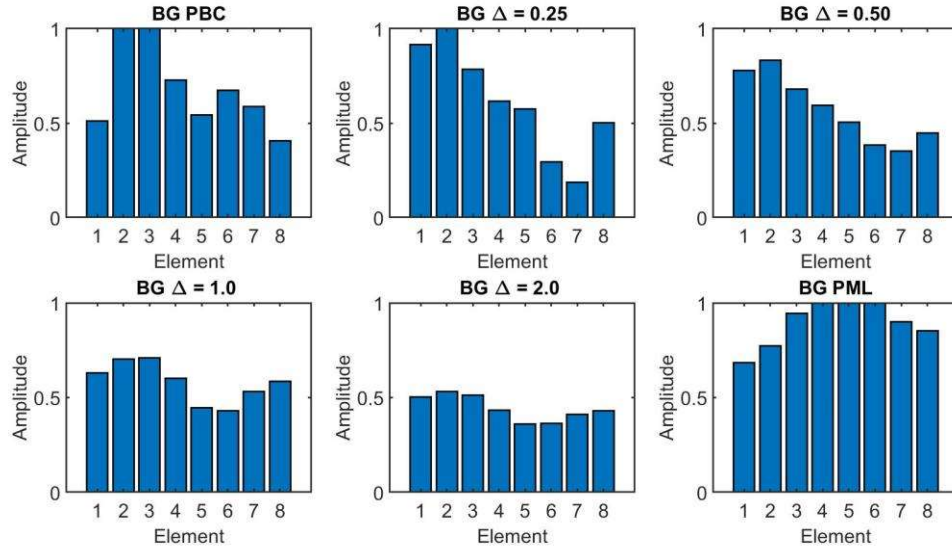 BG PBC
1
0.5
0
Amplitude
1 2 3 4 5 6 7 8
Element
BG Δ = 0.25
1
0.5
0
Amplitude
1 2 3 4 5 6 7 8
Element
BG Δ = 0.50
1
0.5
0
Amplitude
1 2 3 4 5 6 7 8
Element
BG Δ = 1.0
1
0.5
0
Amplitude
1 2 3 4 5 6 7 8
Element
BG Δ = 2.0
1
0.5
0
Amplitude
1 2 3 4 5 6 7 8
Element
BG PML
1
0.5
0
Amplitude
1 2 3 4 5 6 7 8
Element